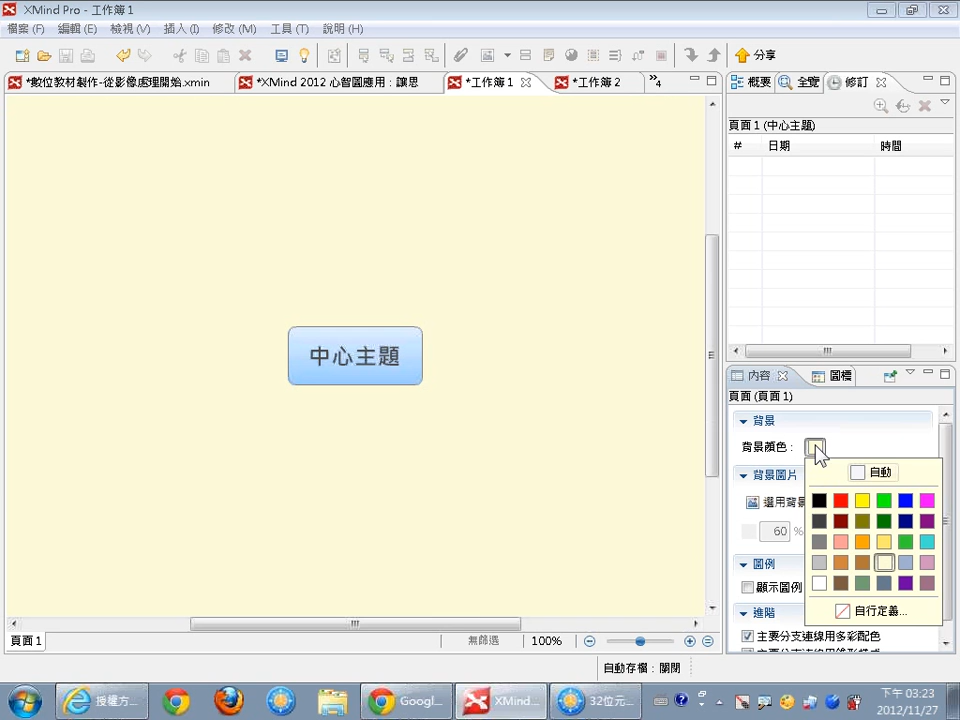 XMind Pro - 工作簿 1
檔案 (F) 編輯 (E) 檢視 (V) 插入 (I) 修改 (M) 工具 (T) 說明 (H)
分享
*數位教材製作-從影像處理開始.xmin
*XMind 2012 心智圖應用：讓思
*工作簿 1
*工作簿 2
»4
概要
全覽
修訂
頁面 1 (中心主題)
# 日期 時間
中心主題
內容
圖標
頁面 (頁面 1)
背景
背景顏色：
自動
背景圖片
選用背景
60 %
圖例
顯示圖例
自行定義...
進階
主要分支連線用多彩配色
頁面 1
無篩選
100%
自動存檔：關閉
授權方...
Googl...
XMind...
32位元...
下午 03:23
2012/11/27